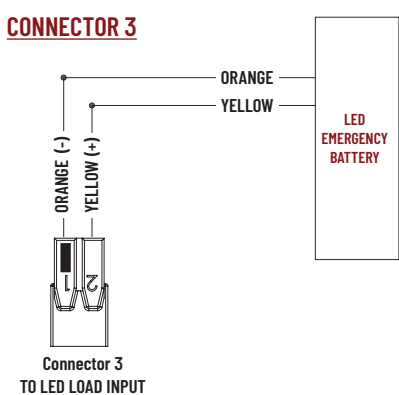 CONNECTOR 3
ORANGE
YELLOW
LED
EMERGENCY
BATTERY
ORANGE (-)
YELLOW (+)
1 2
Connector 3
TO LED LOAD INPUT